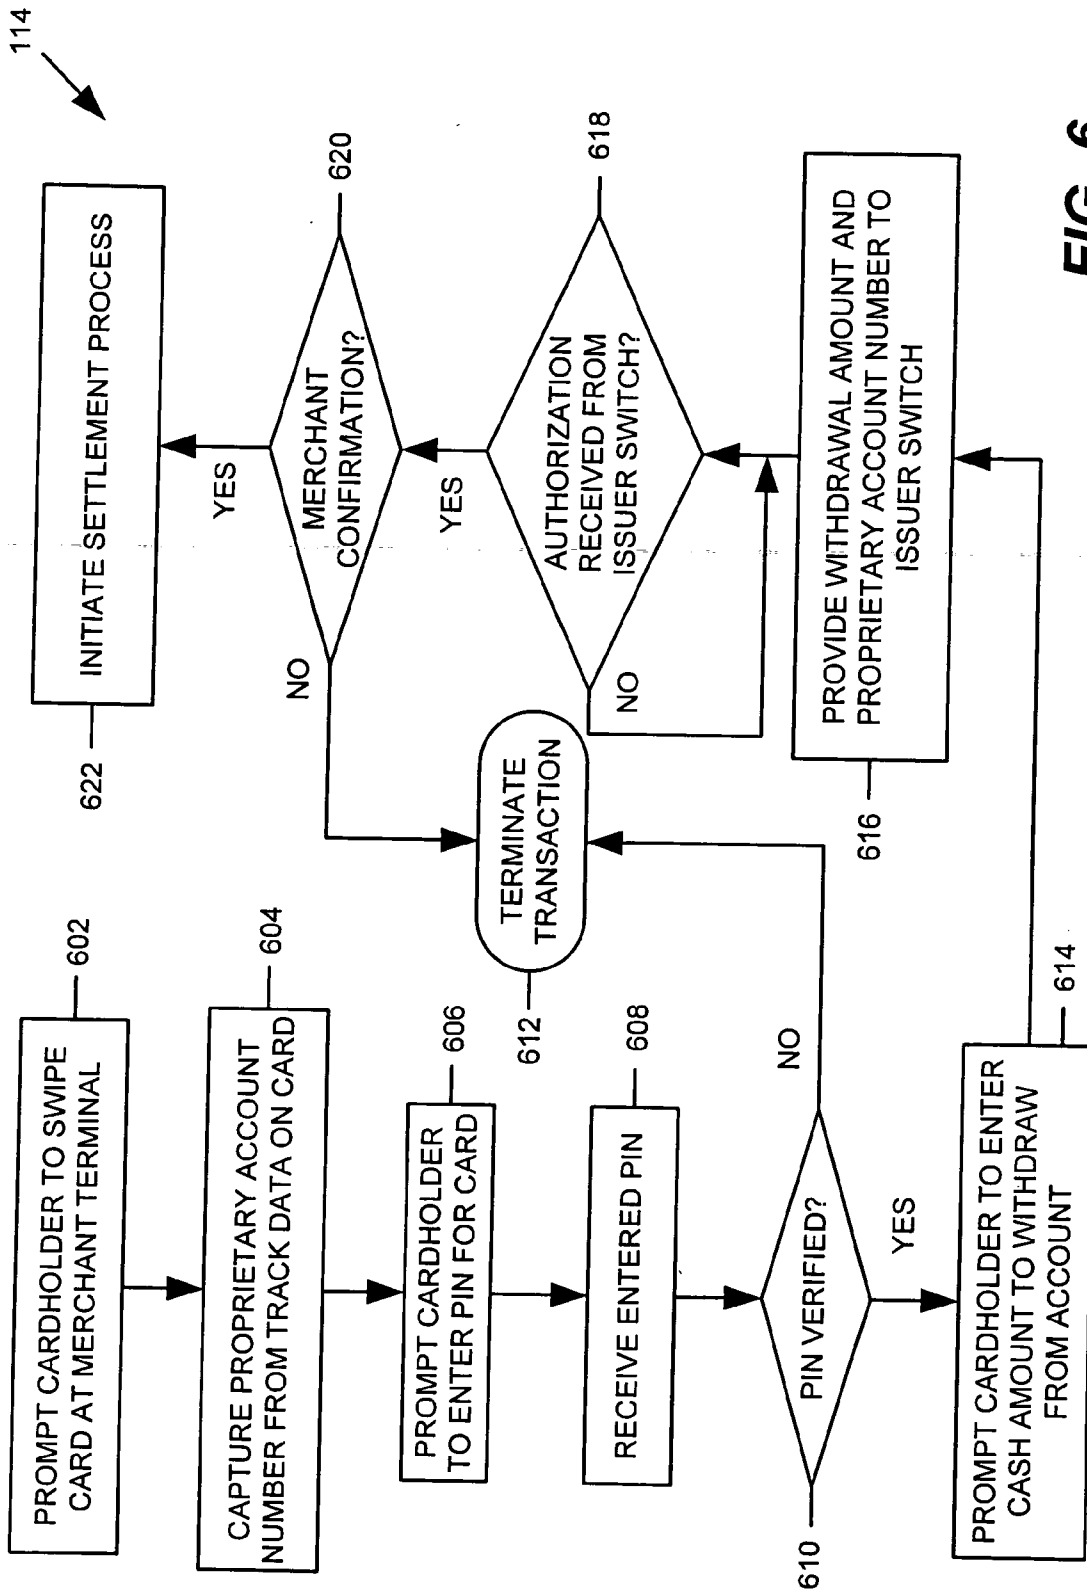 114
PROMPT CARDHOLDER TO SWIPE
CARD AT MERCHANT TERMINAL
602
CAPTURE PROPRIETARY ACCOUNT
NUMBER FROM TRACK DATA ON CARD
604
PROMPT CARDHOLDER
TO ENTER PIN FOR CARD
606
RECEIVE ENTERED PIN
608
PIN VERIFIED?
610
NO
YES
TERMINATE
TRANSACTION
612
PROMPT CARDHOLDER TO ENTER
CASH AMOUNT TO WITHDRAW
FROM ACCOUNT
614
PROVIDE WITHDRAWAL AMOUNT AND
PROPRIETARY ACCOUNT NUMBER TO
ISSUER SWITCH
616
AUTHORIZATION
RECEIVED FROM
ISSUER SWITCH?
618
NO
YES
MERCHANT
CONFIRMATION?
620
NO
YES
INITIATE SETTLEMENT PROCESS
622
FIG. 6